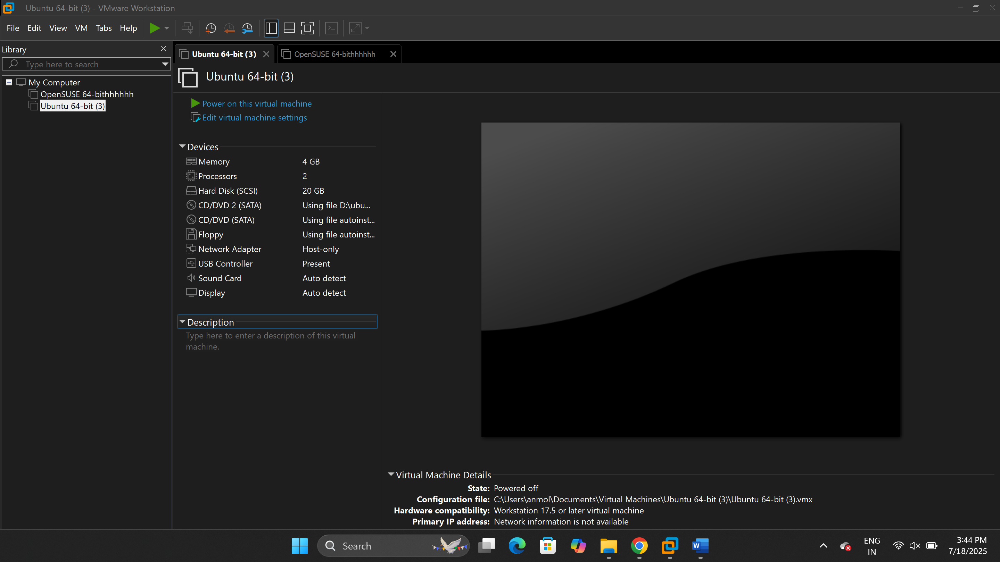 Ubuntu 64-bit (3) - VMware Workstation
File Edit View VM Tabs Help
Library
Type here to search
My Computer
OpenSUSE 64-bithhhhhh
Ubuntu 64-bit (3)
Ubuntu 64-bit (3) OpenSUSE 64-bithhhhhh
Ubuntu 64-bit (3)
Power on this virtual machine
Edit virtual machine settings
Devices
Memory 4 GB
Processors 2
Hard Disk (SCSI) 20 GB
CD/DVD 2 (SATA) Using file D:\ubu...
CD/DVD (SATA) Using file autoinst...
Floppy Using file autoinst...
Network Adapter Host-only
USB Controller Present
Sound Card Auto detect
Display Auto detect
Description
Type here to enter a description of this virtual
machine.
Virtual Machine Details
State: Powered off
Configuration file: C:\Users\anmol\Documents\Virtual Machines\Ubuntu 64-bit (3)\Ubuntu 64-bit (3).vmx
Hardware compatibility: Workstation 17.5 or later virtual machine
Primary IP address: Network information is not available
Search
W
ENG
IN
3:44 PM
7/18/2025